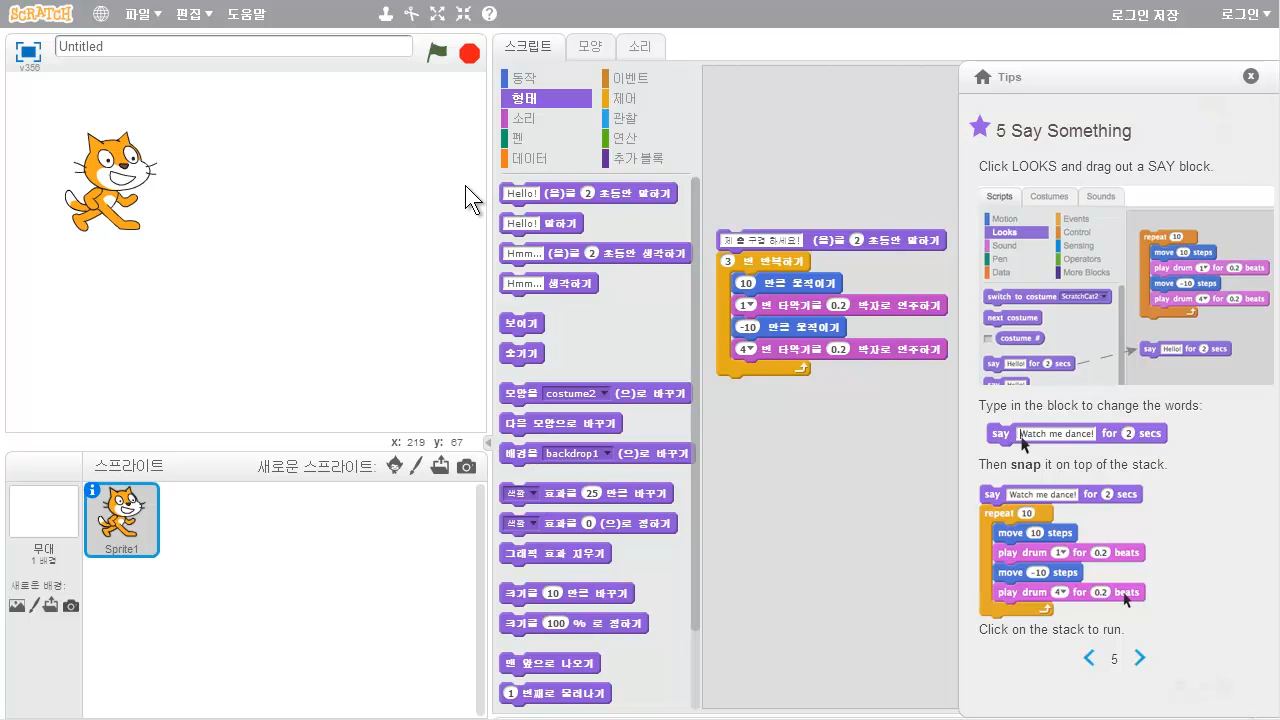 SCRATCH 파일▼ 편집▼ 도움말 로그인 저장 로그인▼
v356
Untitled
x: 219 y: 67
스프라이트 새로운 스프라이트:
무대
1 배경
새로운 배경:
Sprite1
스크립트 모양 소리
동작 이벤트
형태 제어
소리 관찰
펜 연산
데이터 추가 블록
Hello! (을)를 2 초동안 말하기
Hello! 말하기
Hmm... (을)를 2 초동안 생각하기
Hmm... 생각하기
보이기
숨기기
모양을 costume2 (으)로 바꾸기
다른 모양으로 바꾸기
배경을 backdrop1 (으)로 바꾸기
색깔 효과를 25 만큼 바꾸기
색깔 효과를 0 (으)로 정하기
그래픽 효과 지우기
크기를 10 만큼 바꾸기
크기를 100 % 로 정하기
맨 앞으로 나오기
1 번째로 물러나기
제 춤 구경 하세요! (을)를 2 초동안 말하기
3 번 반복하기
10 만큼 움직이기
1 번 타악기를 0.2 박자로 연주하기
-10 만큼 움직이기
4 번 타악기를 0.2 박자로 연주하기
Tips
5 Say Something
Click LOOKS and drag out a SAY block.
Scripts Costumes Sounds
Motion Events
Looks Control
Sound Sensing
Pen Operators
Data More Blocks
switch to costume ScratchCat2
next costume
costume #
say Hello! for 2 secs
repeat 10
move 10 steps
play drum 1 for 0.2 beats
move -10 steps
play drum 4 for 0.2 beats
say Hello! for 2 secs
Type in the block to change the words:
say Watch me dance! for 2 secs
Then snap it on top of the stack.
say Watch me dance! for 2 secs
repeat 10
move 10 steps
play drum 1 for 0.2 beats
move -10 steps
play drum 4 for 0.2 beats
Click on the stack to run.
5